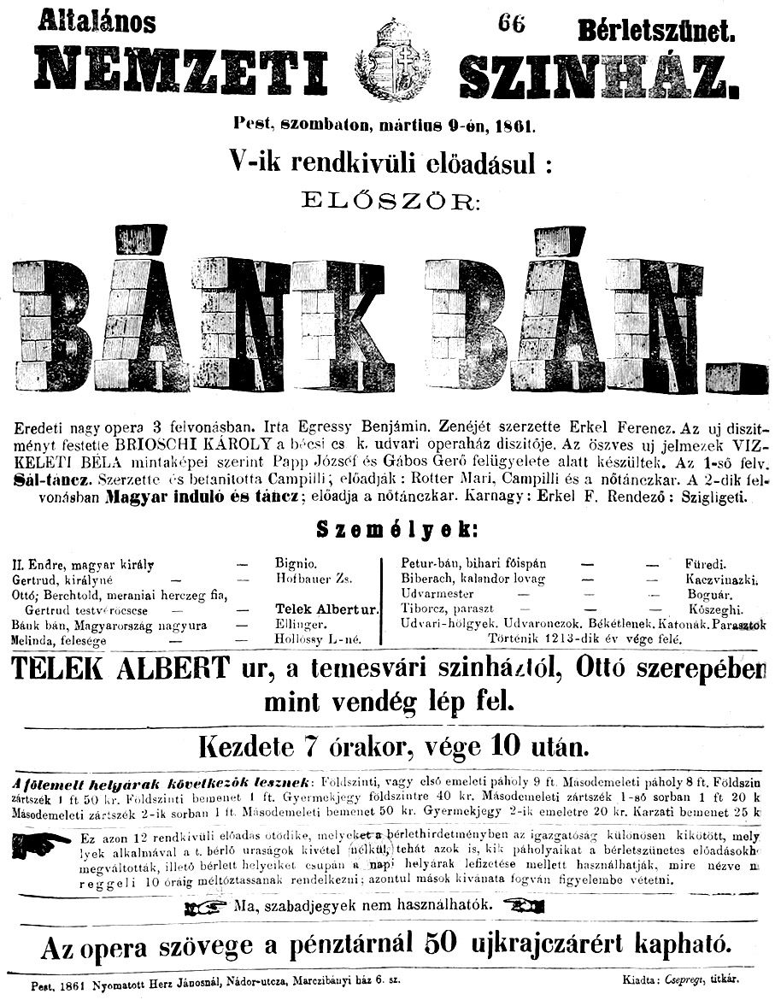 Altalános 66 Bérletszünet.
NEMZETI SZINHÁZ.
Pest, szombaton, mártius 9-én, 1861.
V-ik rendkivüli előadásul :
ELŐSZÖR:
BÁNK BÁN.
Eredeti nagy opera 3 felvonásban. Irta Egressy Benjámin. Zenéjét szerzette Erkel Ferencz. Az uj diszit-
ményt festette BRIOSCHI KÁROLY a bécsi cs k. udvari operaház diszitője. Az öszves uj jelmezek VIZ-
KELETI BÉLA mintaképei szerint Papp József és Gábos Gerő felügyelete alatt készültek. Az 1-ső felv.
Sál-táncz. Szerzette és betanitotta Campilli; előadják : Rotter Mari, Campilli és a nőtánczkar. A 2-dik fel-
vonásban Magyar induló és táncz; előadja a nőtánczkar. Karnagy : Erkel F. Rendező : Szigligeti.
Személyek:
II. Endre, magyar király — Bignio.
Gertrud, királyné — — Hofbauer Zs.
Ottó; Berchtold, meraniai herczeg fia,
Gertrud testvéröcscse — — Telek Albert ur.
Bánk bán, Magyarország nagyura — Ellinger.
Melinda, felesége — — Hollóssy L-né.
Petur-bán, bihari főispán — — Füredi.
Biberach, kalandor lovag — — Kaczvinszki.
Udvarmester — — — Bognár.
Tiborcz, paraszt — — — Kőszeghi.
Udvari-hölgyek. Udvaronczok. Békétlenek. Katonák. Parasztok
Történik 1213-dik év vége felé.
TELEK ALBERT ur, a temesvári szinháztól, Ottó szerepében
mint vendég lép fel.
Kezdete 7 órakor, vége 10 után.
A fölemelt helyárak következők lesznek: Földszinti, vagy első emeleti páholy 9 ft. Másodemeleti páholy 8 ft. Földszin
zártszék 1 ft 50 kr. Földszinti bemenet 1 ft. Gyermekjegy földszintre 40 kr. Másodemeleti zártszék 1-ső sorban 1 ft 20 k
Másodemeleti zártszék 2-ik sorban 1 ft. Másodemeleti bemenet 50 kr. Gyermekjegy 2-ik emeletre 20 kr. Karzati bemenet 25 k
Ez azon 12 rendkivüli előadas ötödike, melyeket a bérlethirdetményben az igazgatóság különösen kikötött, mely
lyek alkalmával a t. bérlő uraságok kivétel nélkül, tehát azok is, kik páholyaikat a bérletszünetes előadásokh
megváltották, illető bérlett helyeiket csupán a napi helyárak lefizetése mellett használhatják, mire nézve
reggeli 10 óráig méltóztassanak rendelkezni; azontul mások kivánata fogván figyelembe vétetni.
Ma, szabadjegyek nem használhatók.
Az opera szövege a pénztárnál 50 ujkrajczárért kapható.
Pest, 1861 Nyomatott Herz Jánosnál, Nádor-utcza, Marczibányi ház 6. sz. Kiadta : Csepregi, titkár.